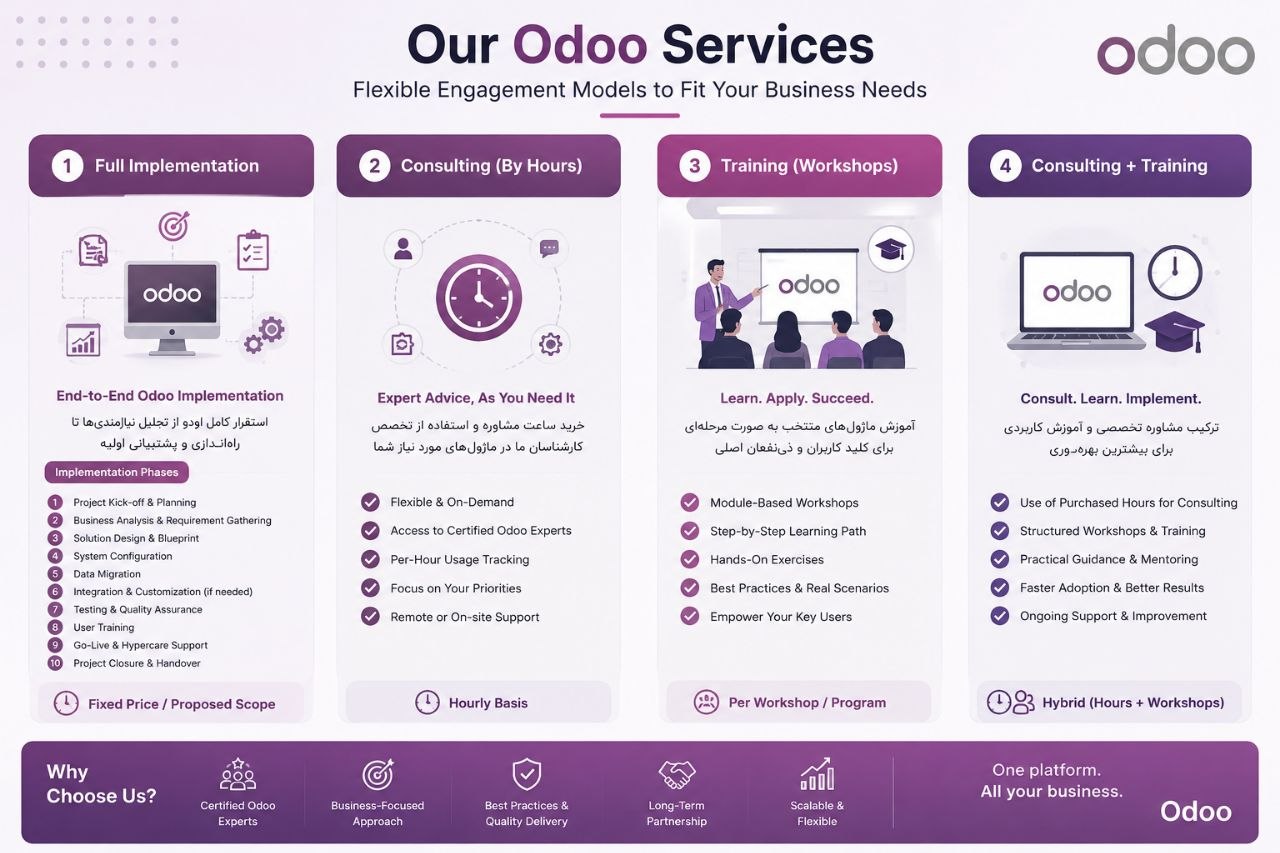 Our Odoo Services
Flexible Engagement Models to Fit Your Business Needs
odoo
1 Full Implementation
odoo
End-to-End Odoo Implementation
استقرار کامل اودو از تجلیل نیازمندی‌ها تا
راه‌انـدازی و پشتیبانی اولیه
Implementation Phases
1 Project Kick-off & Planning
2 Business Analysis & Requirement Gathering
3 Solution Design & Blueprint
4 System Configuration
5 Data Migration
6 Integration & Customization (if needed)
7 Testing & Quality Assurance
8 User Training
9 Go-Live & Hypercare Support
10 Project Closure & Handover
Fixed Price / Proposed Scope
2 Consulting (By Hours)
Expert Advice, As You Need It
خرید ساعت مشاوره و استفاده از تخصص
کارشناسان ما در ماژول‌های مورد نیاز شما
Flexible & On-Demand
Access to Certified Odoo Experts
Per-Hour Usage Tracking
Focus on Your Priorities
Remote or On-site Support
Hourly Basis
3 Training (Workshops)
odoo
Learn. Apply. Succeed.
آموزش ماژول‌های منتخب به صورت مرحله‌ای
برای کلید کاربران و ذی‌نفعان اصلی
Module-Based Workshops
Step-by-Step Learning Path
Hands-On Exercises
Best Practices & Real Scenarios
Empower Your Key Users
Per Workshop / Program
4 Consulting + Training
odoo
Consult. Learn. Implement.
ترکیب مشاوره تخصصی و آموزش کاربردی
برای بیشترین
Use of Purchased Hours for Consulting
Structured Workshops & Training
Practical Guidance & Mentoring
Faster Adoption & Better Results
Ongoing Support & Improvement
Hybrid (Hours + Workshops)
Why
Choose Us?
Certified Odoo
Experts
Business-Focused
Approach
Best Practices &
Quality Delivery
Long-Term
Partnership
Scalable &
Flexible
One platform.
All your business.
Odoo